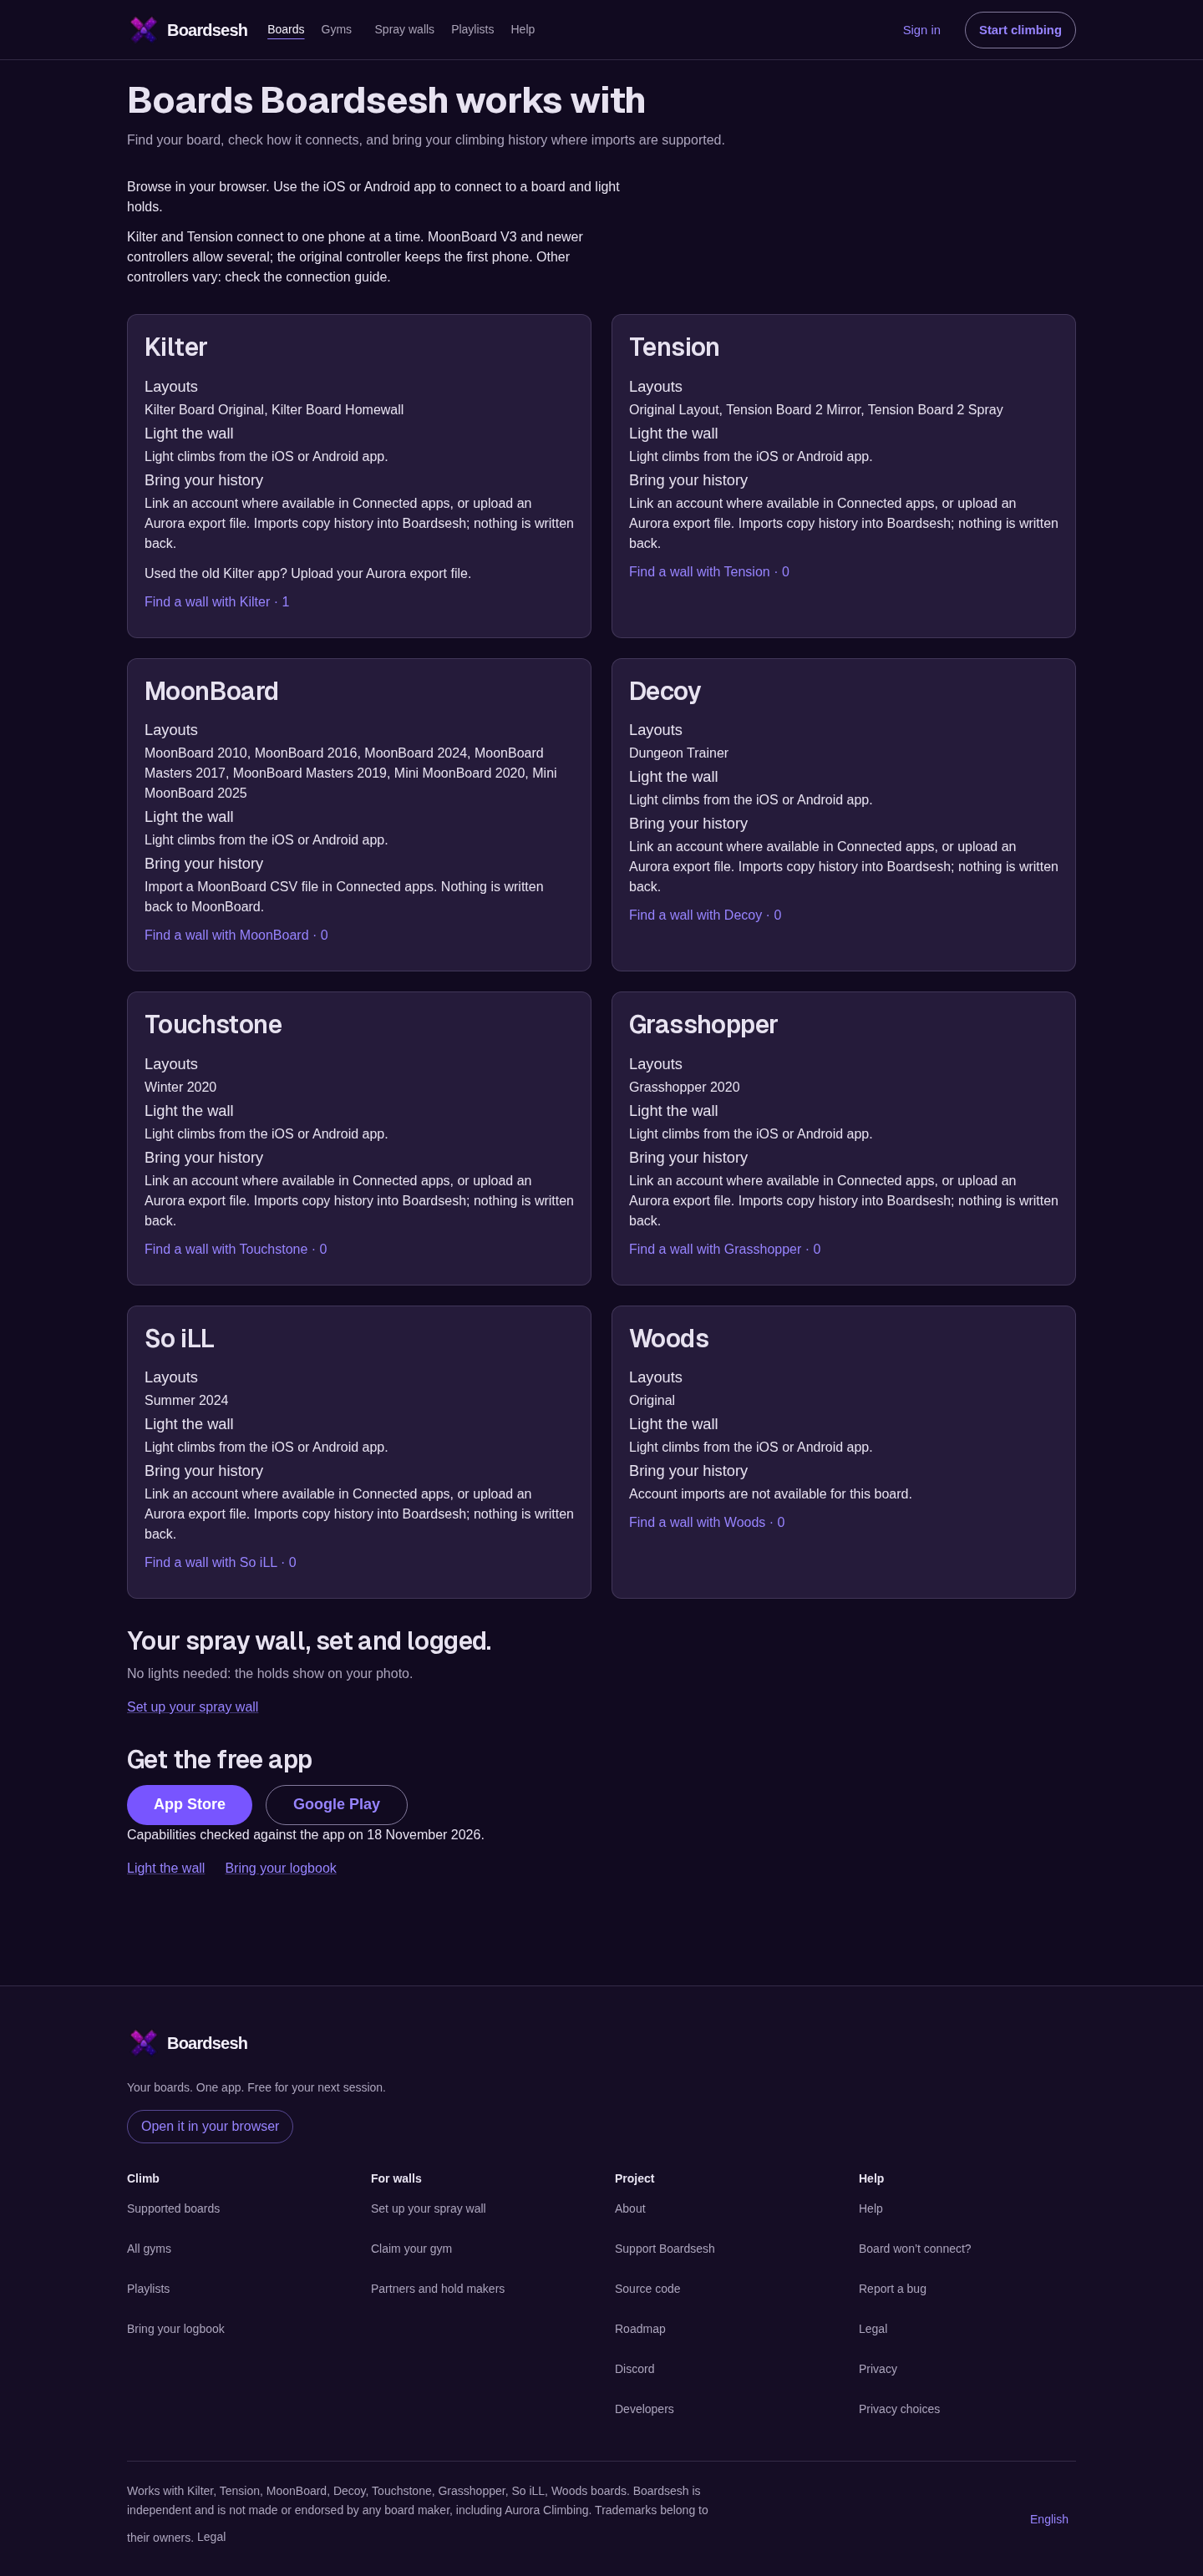 Boardsesh
Boards
Gyms
Spray walls
Playlists
Help
Sign in
Start climbing
Boards Boardsesh works with
Find your board, check how it connects, and bring your climbing history where imports are supported.
Browse in your browser. Use the iOS or Android app to connect to a board and light
holds.
Kilter and Tension connect to one phone at a time. MoonBoard V3 and newer
controllers allow several; the original controller keeps the first phone. Other
controllers vary: check the connection guide.
Kilter
Layouts
Kilter Board Original, Kilter Board Homewall
Light the wall
Light climbs from the iOS or Android app.
Bring your history
Link an account where available in Connected apps, or upload an
Aurora export file. Imports copy history into Boardsesh; nothing is written
back.
Used the old Kilter app? Upload your Aurora export file.
Find a wall with Kilter · 1
Tension
Layouts
Original Layout, Tension Board 2 Mirror, Tension Board 2 Spray
Light the wall
Light climbs from the iOS or Android app.
Bring your history
Link an account where available in Connected apps, or upload an
Aurora export file. Imports copy history into Boardsesh; nothing is written
back.
Find a wall with Tension · 0
MoonBoard
Layouts
MoonBoard 2010, MoonBoard 2016, MoonBoard 2024, MoonBoard
Masters 2017, MoonBoard Masters 2019, Mini MoonBoard 2020, Mini
MoonBoard 2025
Light the wall
Light climbs from the iOS or Android app.
Bring your history
Import a MoonBoard CSV file in Connected apps. Nothing is written
back to MoonBoard.
Find a wall with MoonBoard · 0
Decoy
Layouts
Dungeon Trainer
Light the wall
Light climbs from the iOS or Android app.
Bring your history
Link an account where available in Connected apps, or upload an
Aurora export file. Imports copy history into Boardsesh; nothing is written
back.
Find a wall with Decoy · 0
Touchstone
Layouts
Winter 2020
Light the wall
Light climbs from the iOS or Android app.
Bring your history
Link an account where available in Connected apps, or upload an
Aurora export file. Imports copy history into Boardsesh; nothing is written
back.
Find a wall with Touchstone · 0
Grasshopper
Layouts
Grasshopper 2020
Light the wall
Light climbs from the iOS or Android app.
Bring your history
Link an account where available in Connected apps, or upload an
Aurora export file. Imports copy history into Boardsesh; nothing is written
back.
Find a wall with Grasshopper · 0
So iLL
Layouts
Summer 2024
Light the wall
Light climbs from the iOS or Android app.
Bring your history
Link an account where available in Connected apps, or upload an
Aurora export file. Imports copy history into Boardsesh; nothing is written
back.
Find a wall with So iLL · 0
Woods
Layouts
Original
Light the wall
Light climbs from the iOS or Android app.
Bring your history
Account imports are not available for this board.
Find a wall with Woods · 0
Your spray wall, set and logged.
No lights needed: the holds show on your photo.
Set up your spray wall
Get the free app
App Store
Google Play
Capabilities checked against the app on 18 November 2026.
Light the wall
Bring your logbook
Boardsesh
Your boards. One app. Free for your next session.
Open it in your browser
Climb
Supported boards
All gyms
Playlists
Bring your logbook
For walls
Set up your spray wall
Claim your gym
Partners and hold makers
Project
About
Support Boardsesh
Source code
Roadmap
Discord
Developers
Help
Help
Board won't connect?
Report a bug
Legal
Privacy
Privacy choices
Works with Kilter, Tension, MoonBoard, Decoy, Touchstone, Grasshopper, So iLL, Woods boards. Boardsesh is
independent and is not made or endorsed by any board maker, including Aurora Climbing. Trademarks belong to
their owners. Legal
English